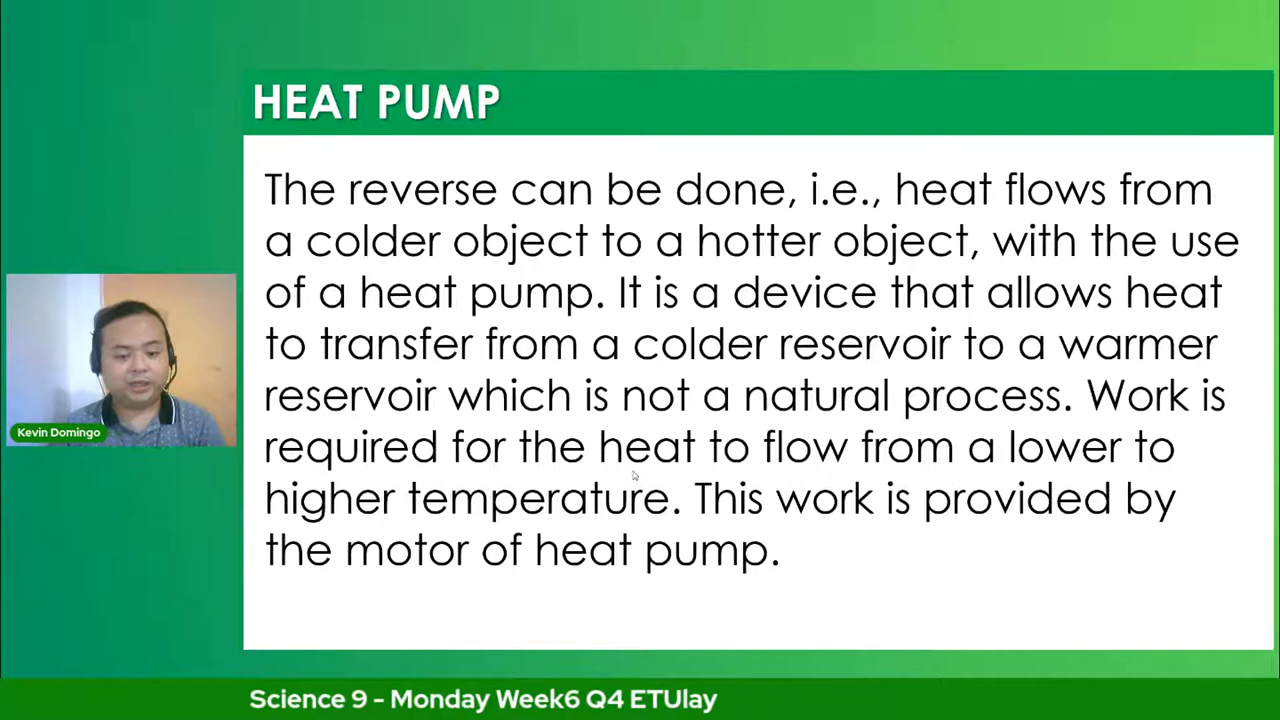 HEAT PUMP
The reverse can be done, i.e., heat flows from
a colder object to a hotter object, with the use
of a heat pump. It is a device that allows heat
to transfer from a colder reservoir to a warmer
reservoir which is not a natural process. Work is
required for the heat to flow from a lower to
higher temperature. This work is provided by
the motor of heat pump.
Kevin Domingo
Science 9 - Monday Week6 Q4 ETUlay